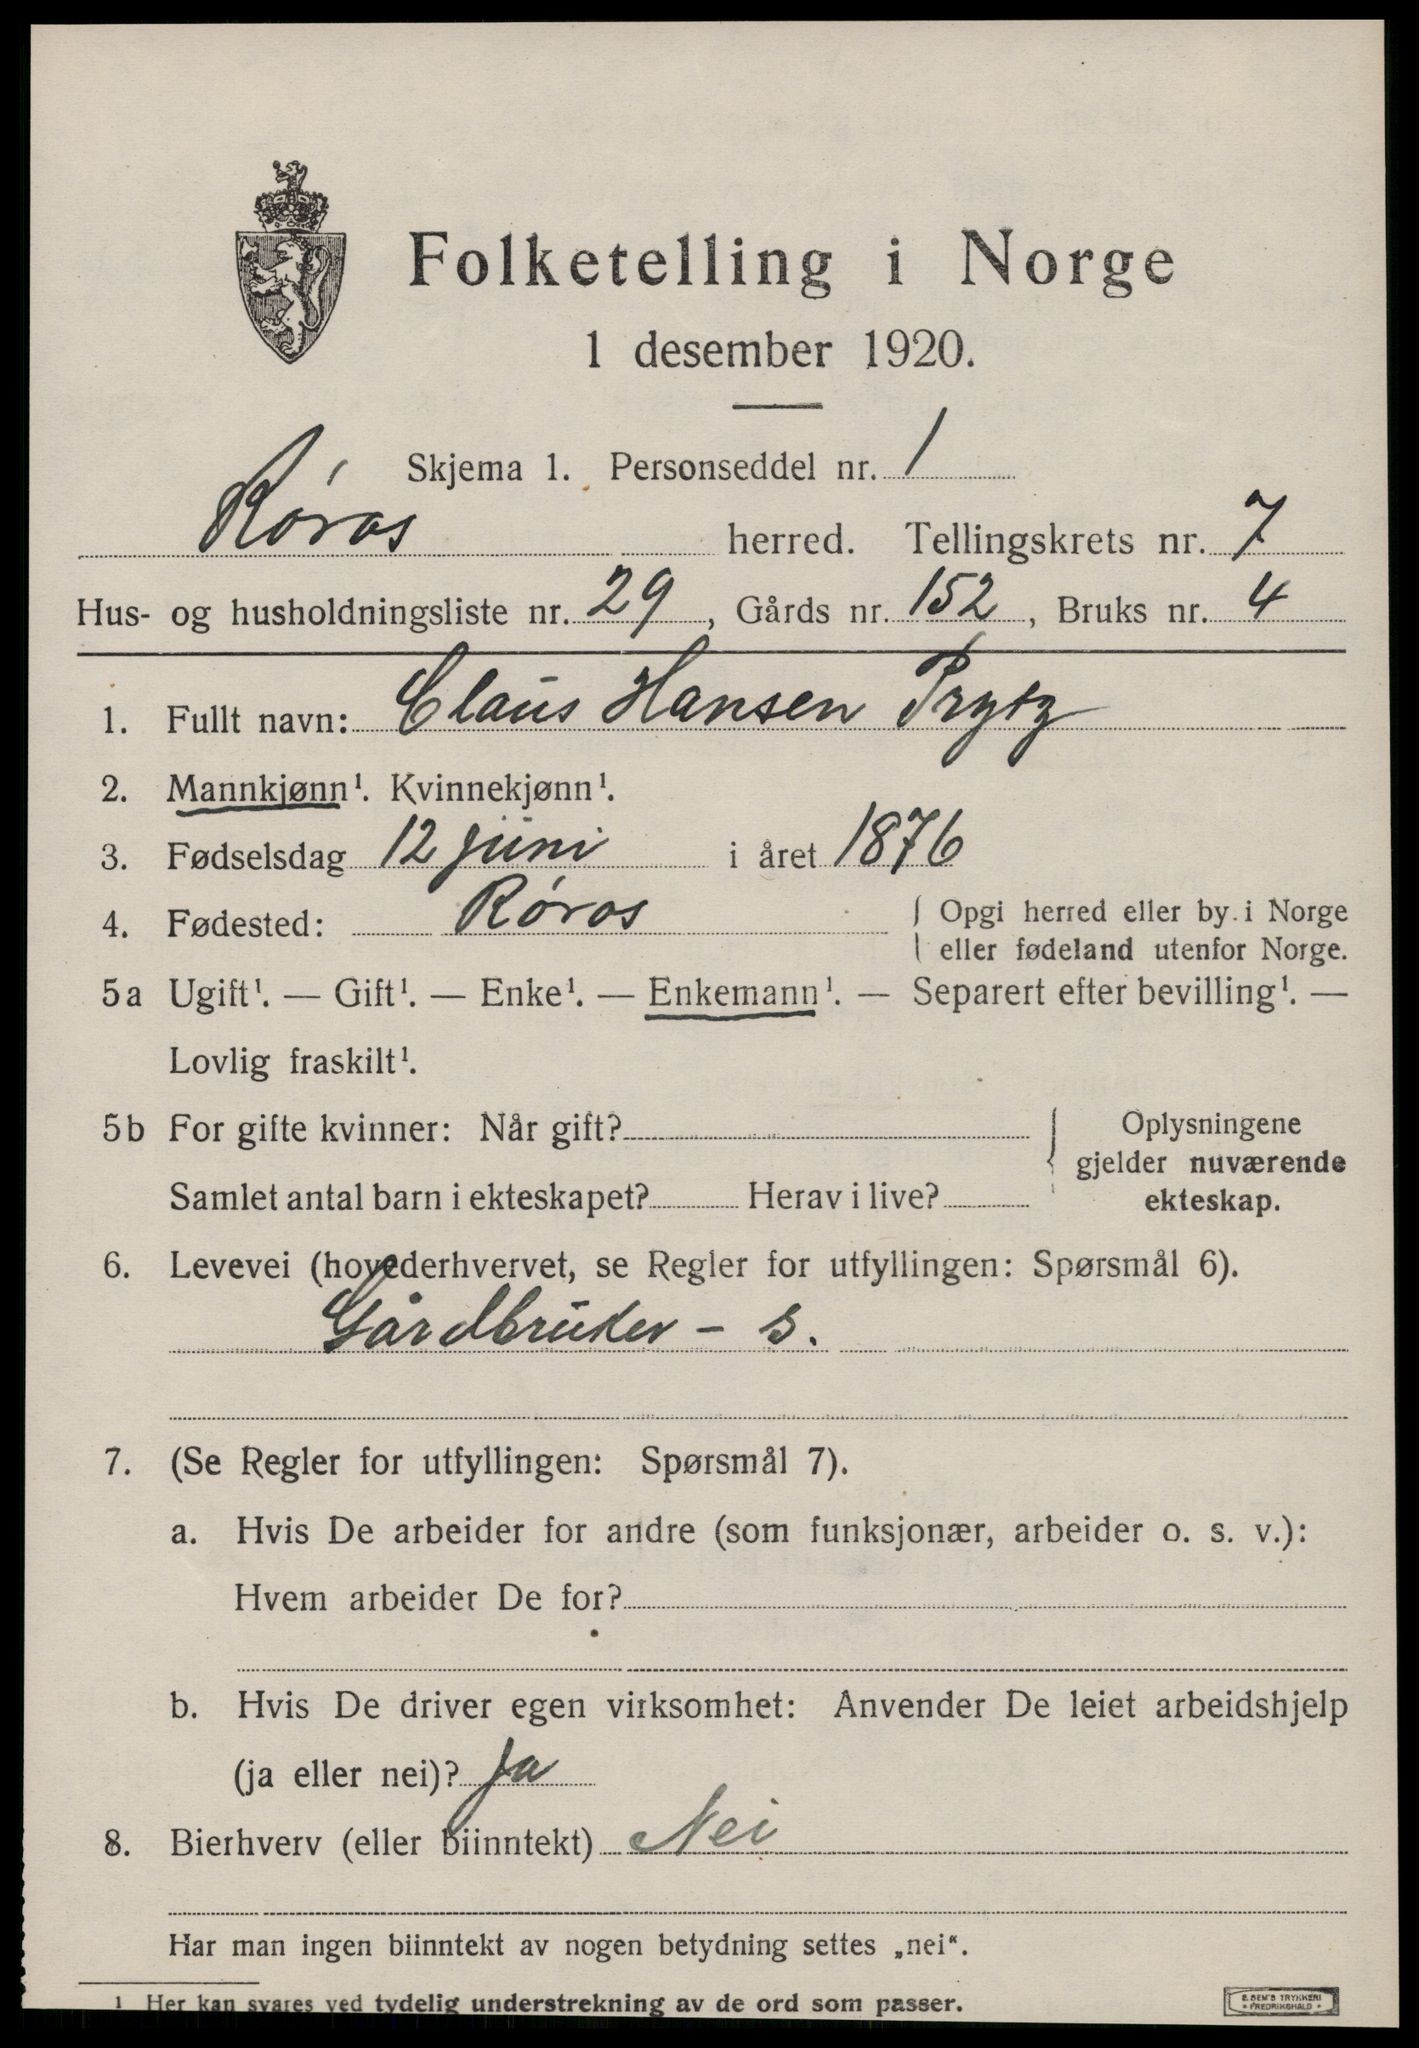 Folketelling i Norge
1 desember 1920.
Skjema 1. Personseddel nr. 1
Røros herred. Tellingskrets nr. 7
Hus- og husholdningsliste nr. 29, Gårds nr. 152, Bruks nr. 4
1. Fullt navn: Claus Hansen Prytz
2. Mannkjønn¹. Kvinnekjønn¹.
3. Fødselsdag 12 juni i året 1876
4. Fødested: Røros { Opgi herred eller by i Norge
eller fødeland utenfor Norge.
5a Ugift¹. — Gift¹. — Enke¹. — Enkemann¹. — Separert efter bevilling¹. —
Lovlig fraskilt¹.
5b For gifte kvinner: Når gift?
Samlet antal barn i ekteskapet? Herav i live?
Oplysningene
gjelder nuværende
ekteskap.
6. Levevei (hovederhvervet, se Regler for utfyllingen: Spørsmål 6).
Gårdbruker - s.
7. (Se Regler for utfyllingen: Spørsmål 7).
a. Hvis De arbeider for andre (som funksjonær, arbeider o. s. v.):
Hvem arbeider De for?
b. Hvis De driver egen virksomhet: Anvender De leiet arbeidshjelp
(ja eller nei)? Ja
8. Bierhverv (eller biinntekt) Nei
Har man ingen biinntekt av nogen betydning settes „nei“.
¹ Her kan svares ved tydelig understrekning av de ord som passer.
E. SEM'S TRYKKERI
• FREDRIKSHALD •